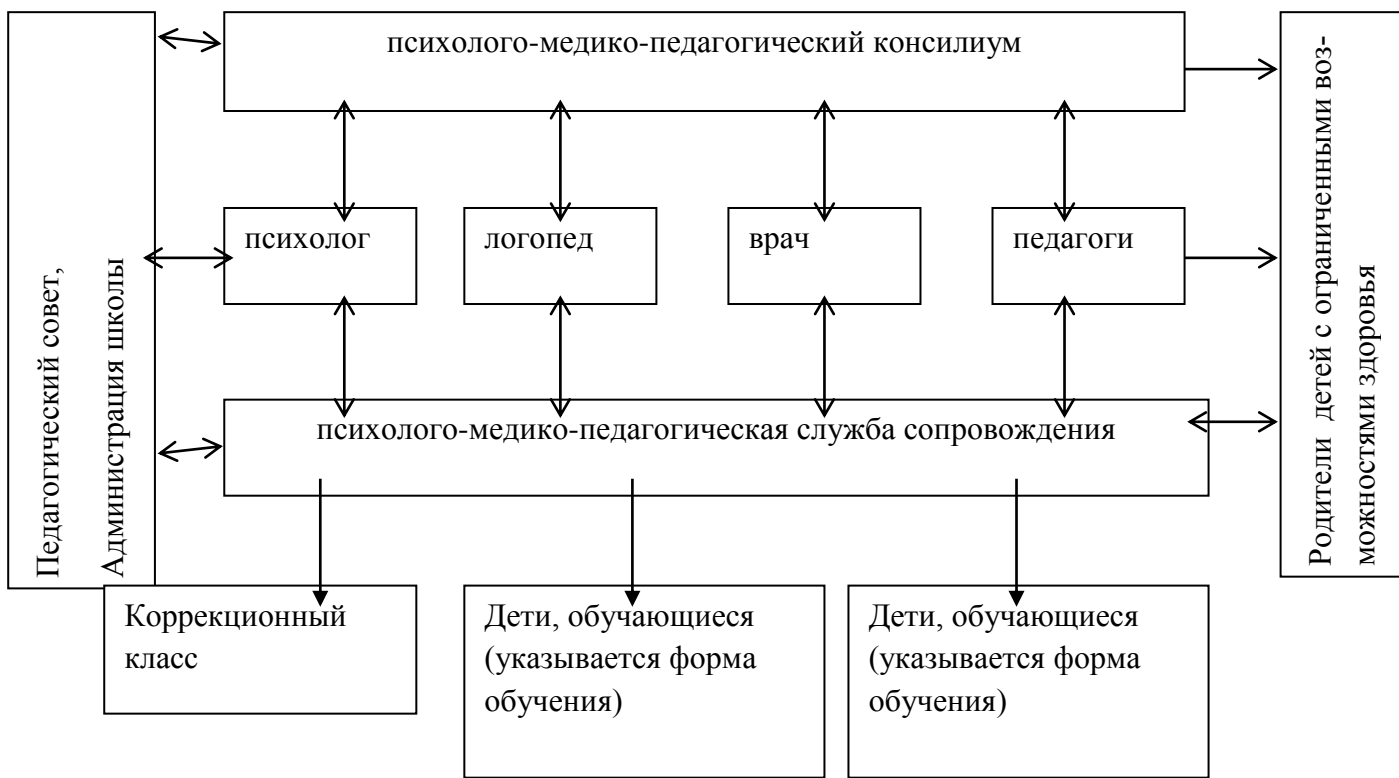 психолого-медико-педагогический консилиум
Педагогический совет,
Администрация школы
психолог
логопед
врач
педагоги
Родители детей с ограниченными воз-
можностями здоровья
психолого-медико-педагогическая служба сопровождения
Коррекционный
класс
Дети, обучающиеся
(указывается форма
обучения)
Дети, обучающиеся
(указывается форма
обучения)